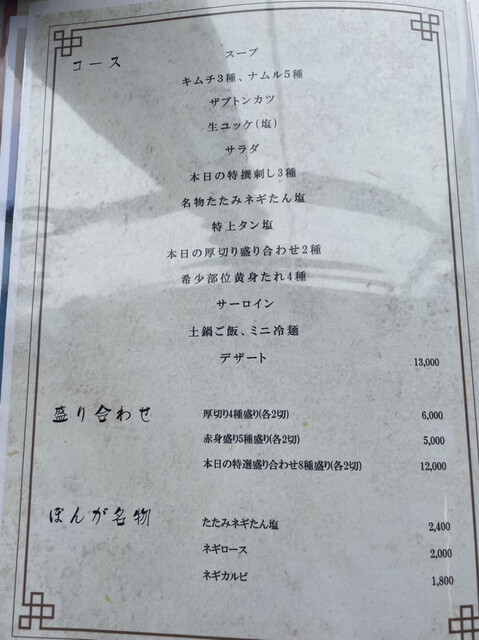 コース
スープ
キムチ3種、ナムル5種
ザブトンカツ
生ユッケ(塩)
サラダ
本日の特撰刺し3種
名物たたみネギたん塩
特上タン塩
本日の厚切り盛り合わせ2種
希少部位黄身たれ4種
サーロイン
土鍋ご飯、ミニ冷麺
デザート 13,000
盛り合わせ
厚切り4種盛り(各2切) 6,000
赤身盛り5種盛り(各2切) 5,000
本日の特選盛り合わせ8種盛り(各2切) 12,000
ぽんが名物
たたみネギたん塩 2,400
ネギロース 2,000
ネギカルビ 1,800